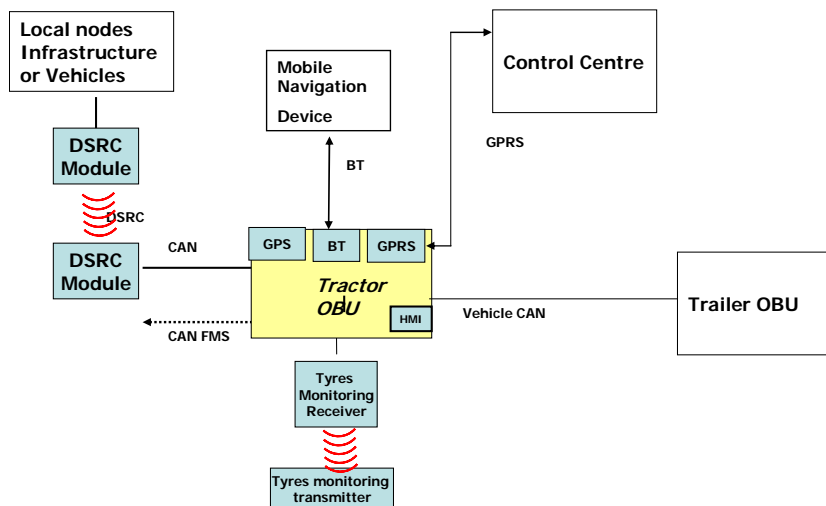 Local nodes
Infrastructure
or Vehicles
Mobile
Navigation
Device
Control Centre
DSRC
Module
GPRS
BT
DSRC
DSRC
Module
CAN
GPS
BT
GPRS
Tractor
OBU
HMI
Vehicle CAN
Trailer OBU
CAN FMS
Tyres
Monitoring
Receiver
Tyres monitoring
transmitter